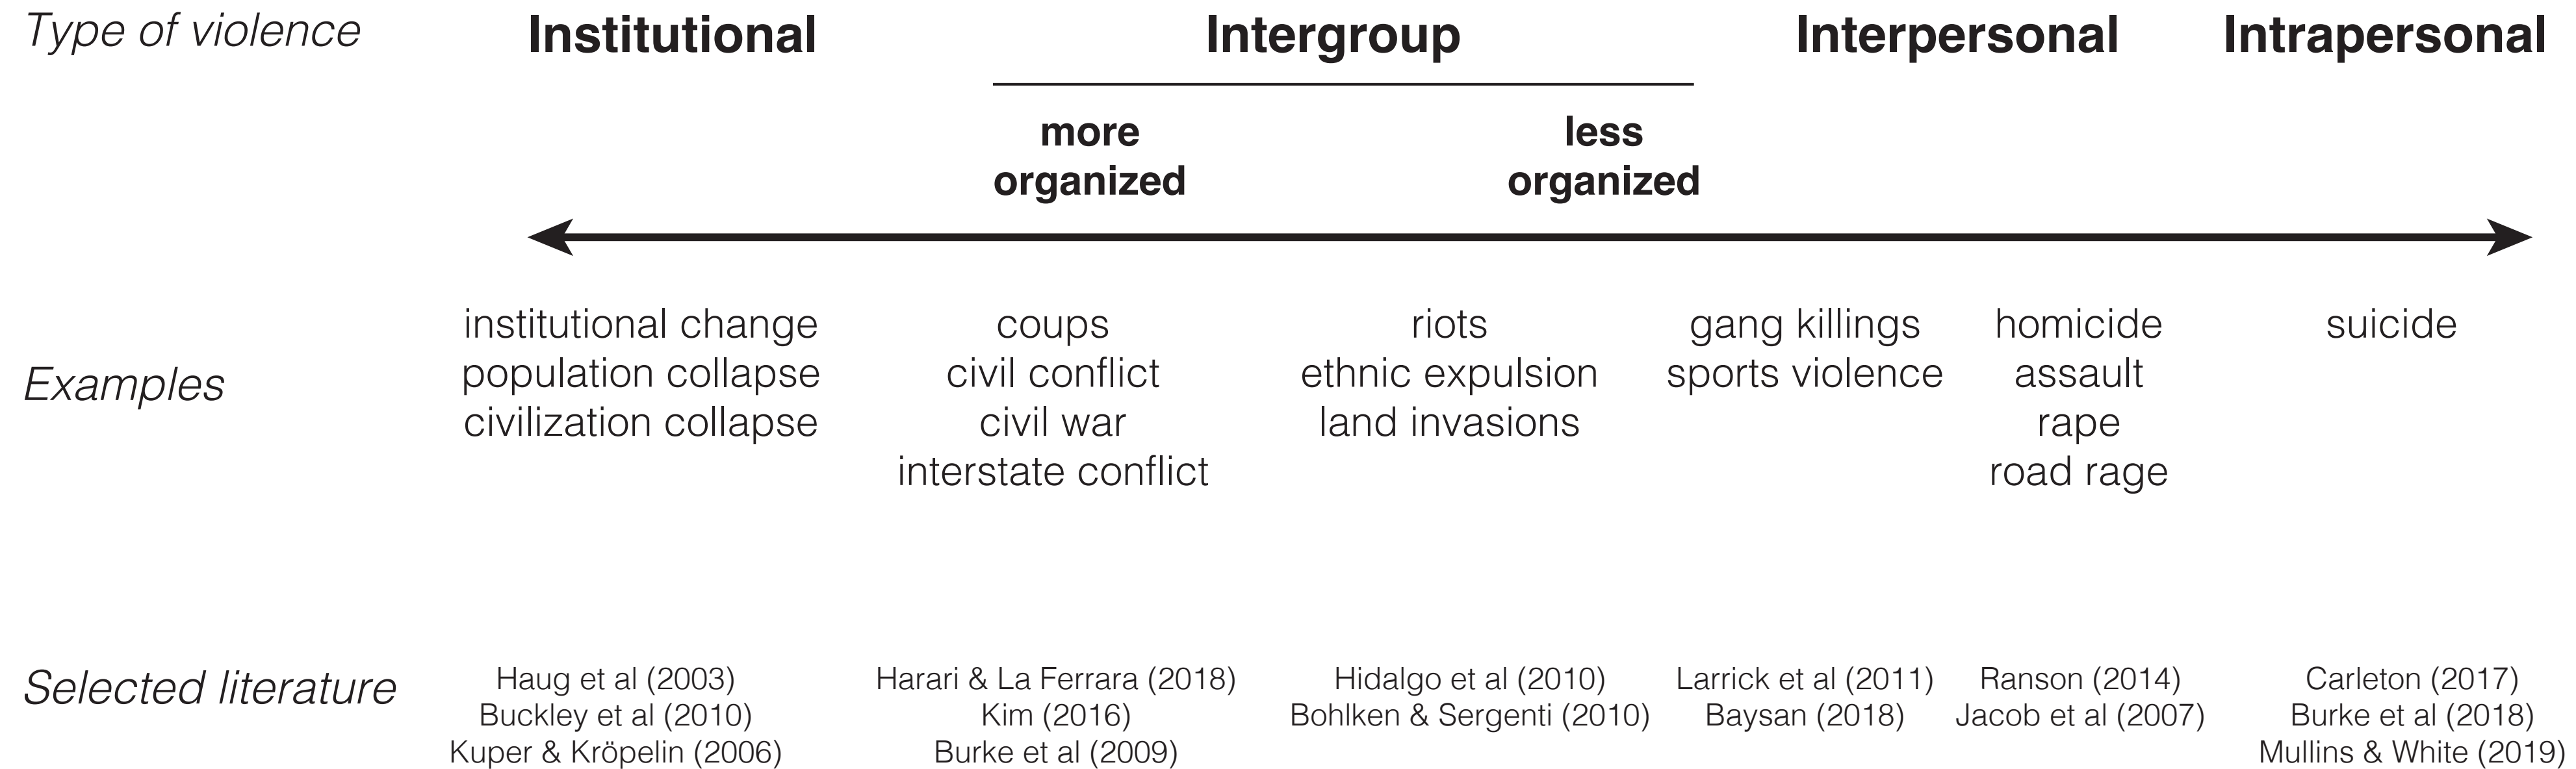 Type of violence
Institutional
Intergroup
Interpersonal
Intrapersonal
more
organized
less
organized
Examples
institutional change
population collapse
civilization collapse
coups
civil conflict
civil war
interstate conflict
riots
ethnic expulsion
land invasions
gang killings
sports violence
homicide
assault
rape
road rage
suicide
Selected literature
Haug et al (2003)
Buckley et al (2010)
Kuper & Kröpelin (2006)
Harari & La Ferrara (2018)
Kim (2016)
Burke et al (2009)
Hidalgo et al (2010)
Bohlken & Sergenti (2010)
Larrick et al (2011)
Baysan (2018)
Ranson (2014)
Jacob et al (2007)
Carleton (2017)
Burke et al (2018)
Mullins & White (2019)